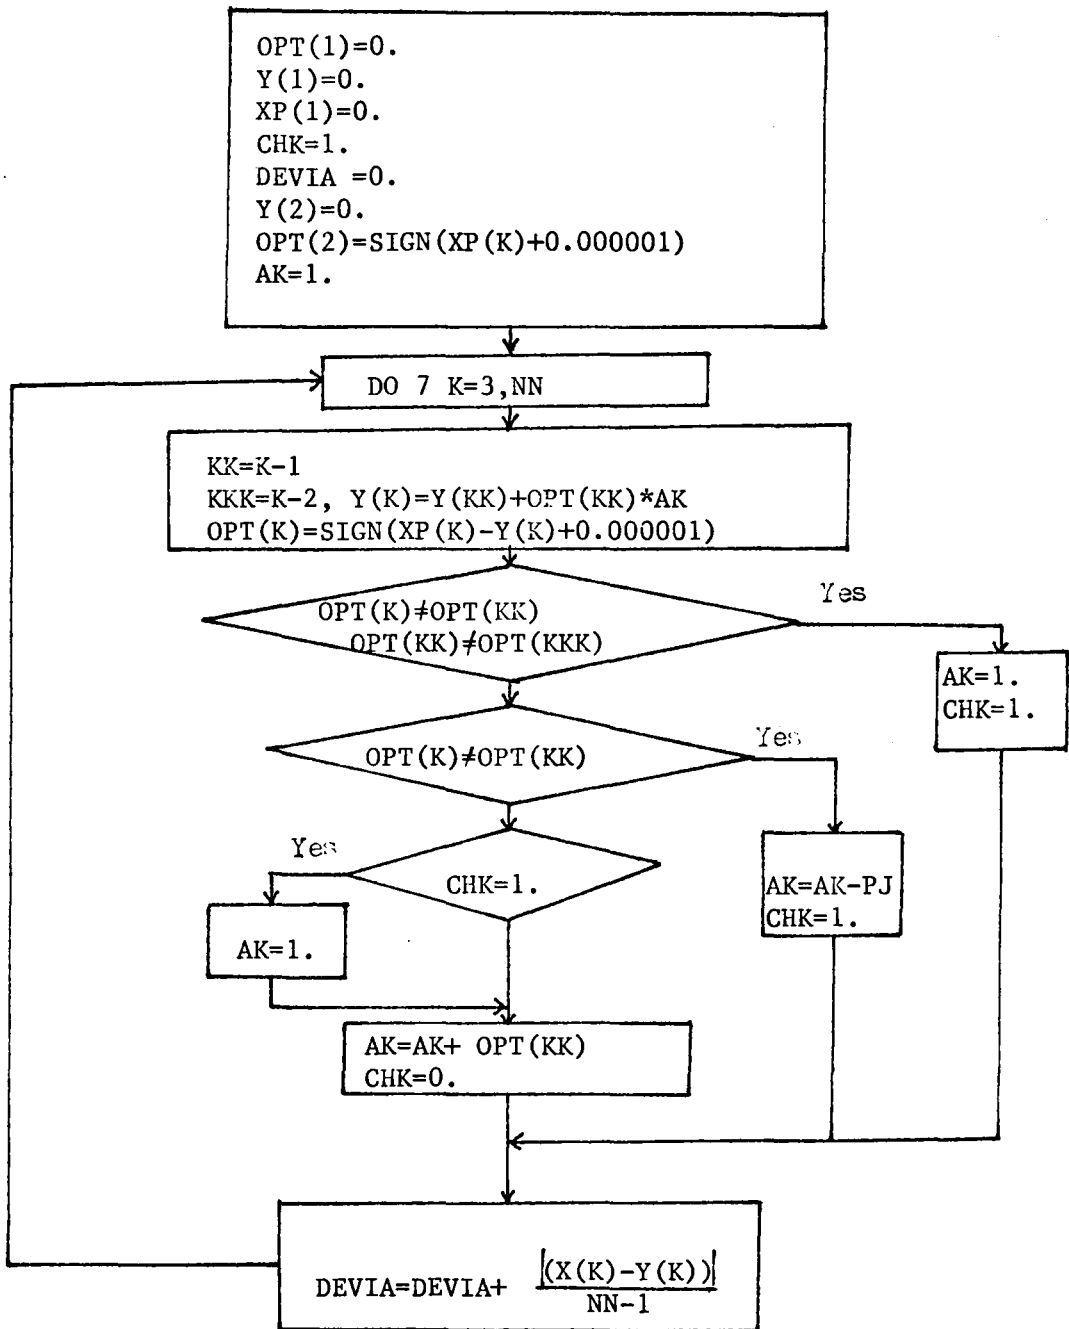 OPT(1)=0.
Y(1)=0.
XP(1)=0.
CHK=1.
DEVIA =0.
Y(2)=0.
OPT(2)=SIGN(XP(K)+0.000001)
AK=1.
DO 7 K=3,NN
KK=K-1
KKK=K-2, Y(K)=Y(KK)+OPT(KK)*AK
OPT(K)=SIGN(XP(K)-Y(K)+0.000001)
OPT(K)≠OPT(KK)
OPT(KK)≠OPT(KKK)
Yes
AK=1.
CHK=1.
OPT(K)≠OPT(KK)
Yes
AK=AK-PJ
CHK=1.
CHK=1.
Yes
AK=1.
AK=AK+ OPT(KK)
CHK=0.
DEVIA=DEVIA+ |(X(K)-Y(K))|
NN-1